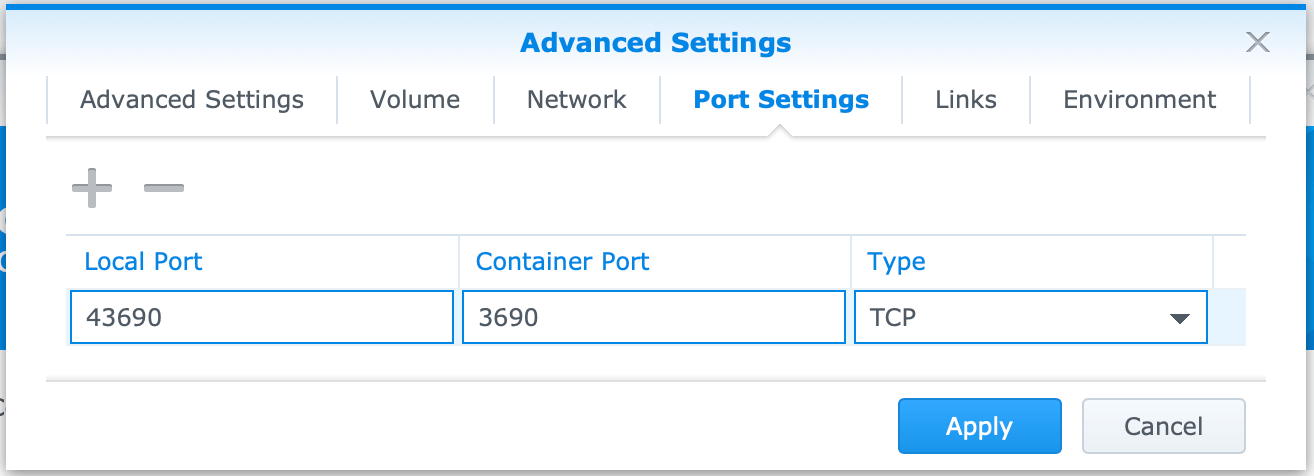 Advanced Settings
Advanced Settings Volume Network Port Settings Links Environment
Local Port Container Port Type
43690 3690 TCP
Apply Cancel